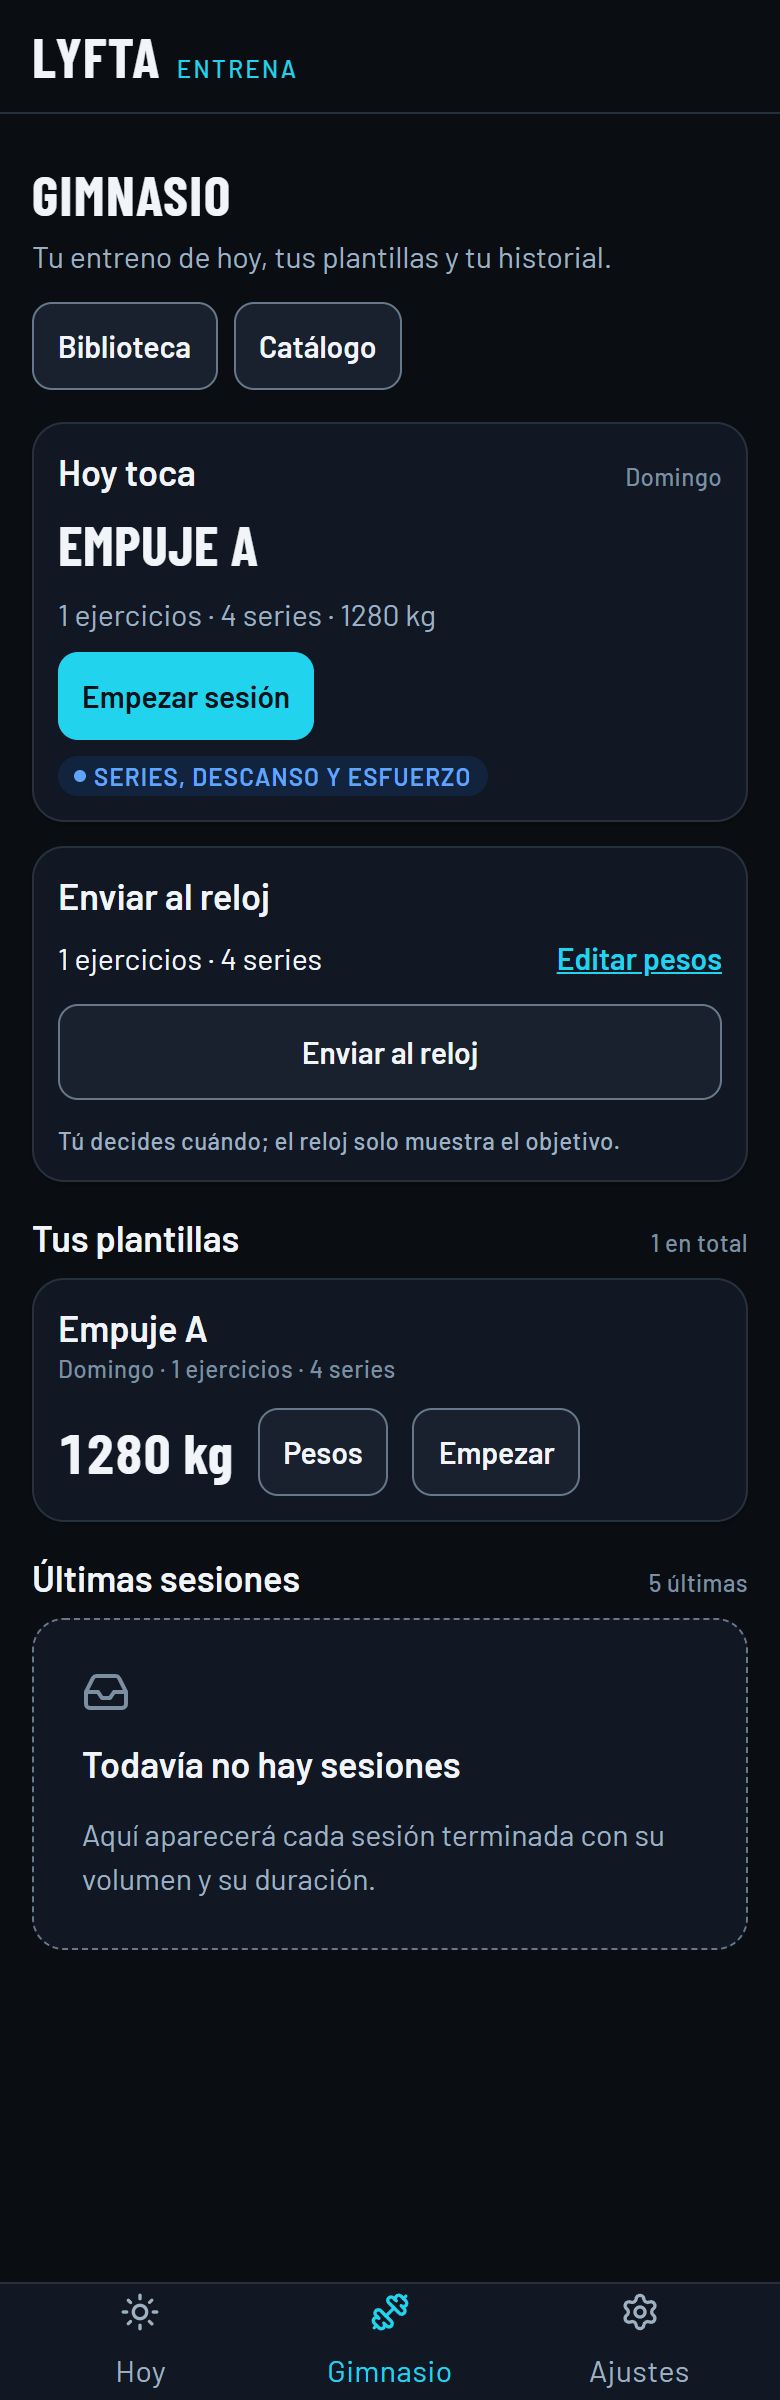 LYFTA ENTRENA
GIMNASIO
Tu entreno de hoy, tus plantillas y tu historial.
Biblioteca Catálogo
Hoy toca Domingo
EMPUJE A
1 ejercicios · 4 series · 1280 kg
Empezar sesión
SERIES, DESCANSO Y ESFUERZO
Enviar al reloj
1 ejercicios · 4 series Editar pesos
Enviar al reloj
Tú decides cuándo; el reloj solo muestra el objetivo.
Tus plantillas 1 en total
Empuje A
Domingo · 1 ejercicios · 4 series
1280 kg Pesos Empezar
Últimas sesiones 5 últimas
Todavía no hay sesiones
Aquí aparecerá cada sesión terminada con su
volumen y su duración.
Hoy Gimnasio Ajustes